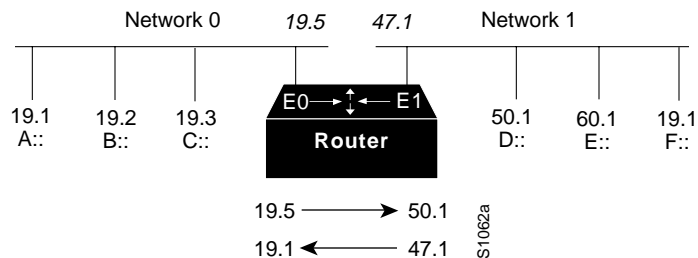 Network 0 19.5 47.1 Network 1
E0 E1
19.1 19.2 19.3 50.1 60.1 19.1
A:: B:: C:: D:: E:: F::
Router
19.5 50.1
19.1 47.1
S1062a